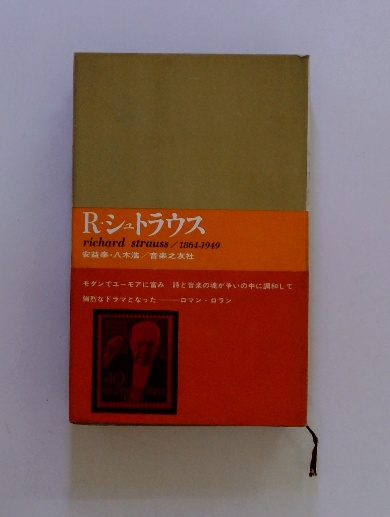 R・シュトラウス
richard strauss / 1864-1949
安益泰・八木浩／音楽之友社
モダンでユーモアに富み 詩と音楽の魂が争いの中に調和して
強烈なドラマとなった――ロマン・ロラン